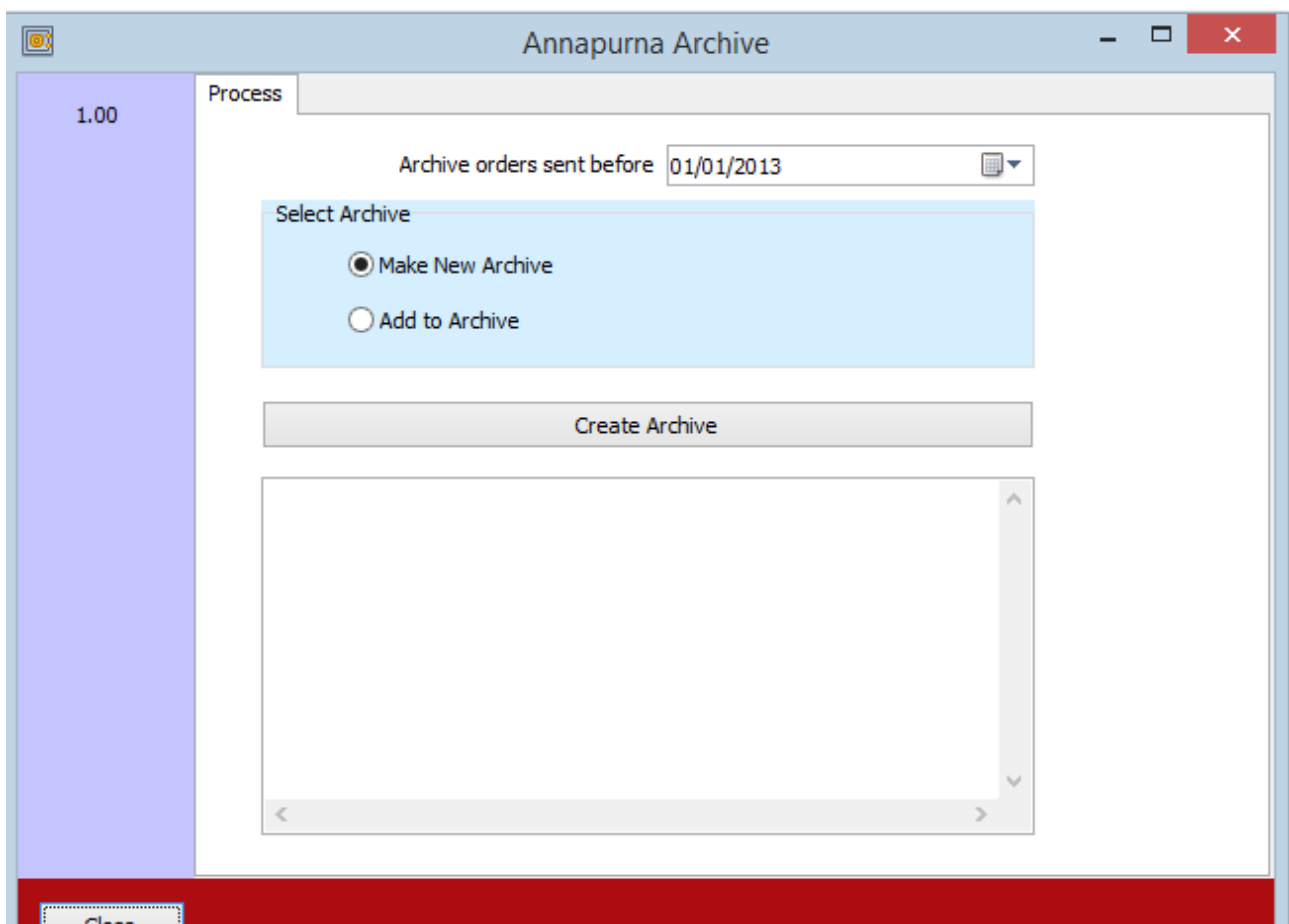 Annapurna Archive
1.00
Process
Archive orders sent before 01/01/2013
Select Archive
Make New Archive
Add to Archive
Create Archive
Close